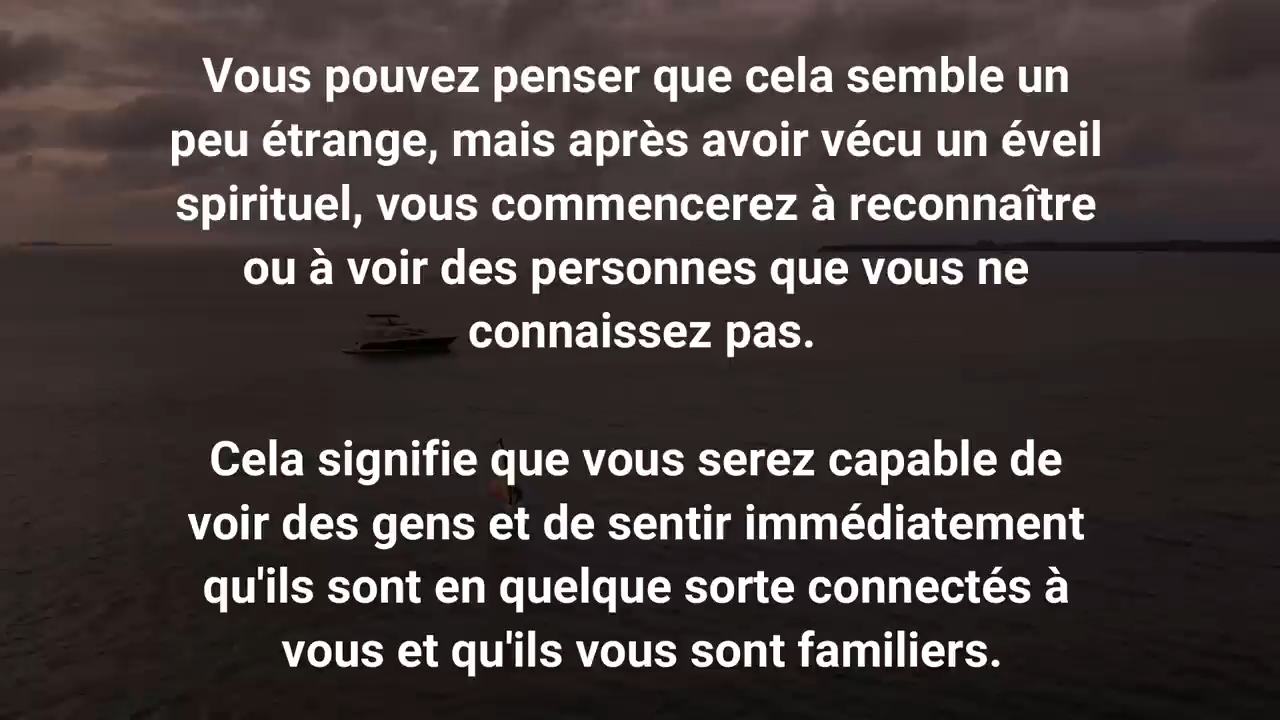 Vous pouvez penser que cela semble un
peu étrange, mais après avoir vécu un éveil
spirituel, vous commencerez à reconnaître
ou à voir des personnes que vous ne
connaissez pas.
Cela signifie que vous serez capable de
voir des gens et de sentir immédiatement
qu'ils sont en quelque sorte connectés à
vous et qu'ils vous sont familiers.